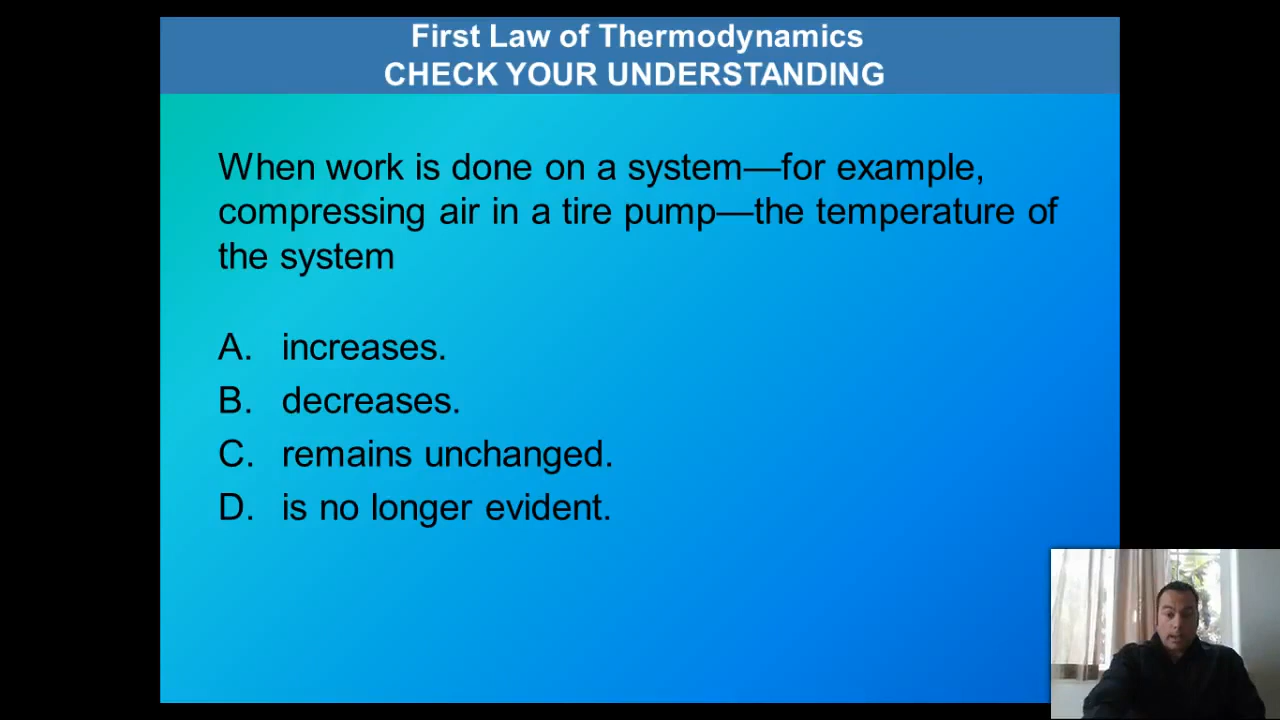 First Law of Thermodynamics
CHECK YOUR UNDERSTANDING
When work is done on a system—for example,
compressing air in a tire pump—the temperature of
the system
A. increases.
B. decreases.
C. remains unchanged.
D. is no longer evident.